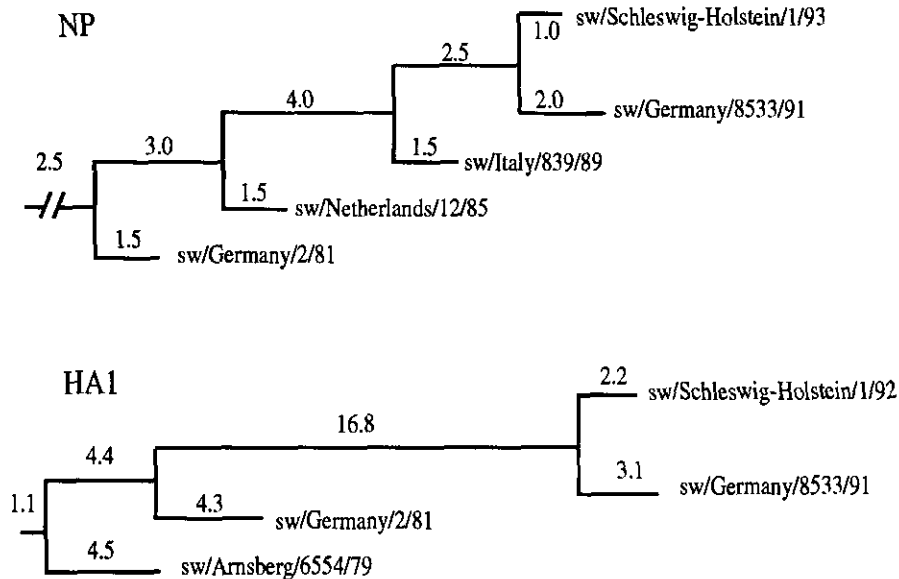 NP
sw/Schleswig-Holstein/1/93
1.0
2.5
2.0
sw/Germany/8533/91
4.0
1.5
sw/Italy/839/89
3.0
2.5
1.5
sw/Netherlands/12/85
1.5
sw/Germany/2/81
HA1
2.2
sw/Schleswig-Holstein/1/92
16.8
4.4
3.1
sw/Germany/8533/91
1.1
4.3
sw/Germany/2/81
4.5
sw/Arnsberg/6554/79